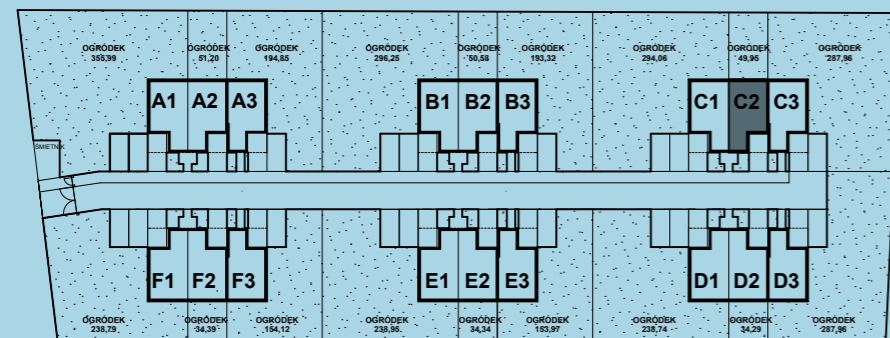 OGRÓDEK OGRÓDEK OGRÓDEK OGRÓDEK OGRÓDEK OGRÓDEK OGRÓDEK OGRÓDEK OGRÓDEK
355,99 51,20 194,85 296,25 50,58 193,32 294,06 49,95 287,96
A1 A2 A3 B1 B2 B3 C1 C2 C3
ŚMIETNIK
F1 F2 F3 E1 E2 E3 D1 D2 D3
OGRÓDEK OGRÓDEK OGRÓDEK OGRÓDEK OGRÓDEK OGRÓDEK OGRÓDEK OGRÓDEK OGRÓDEK
238,79 34,39 154,12 238,95 34,34 153,97 238,74 34,29 287,96